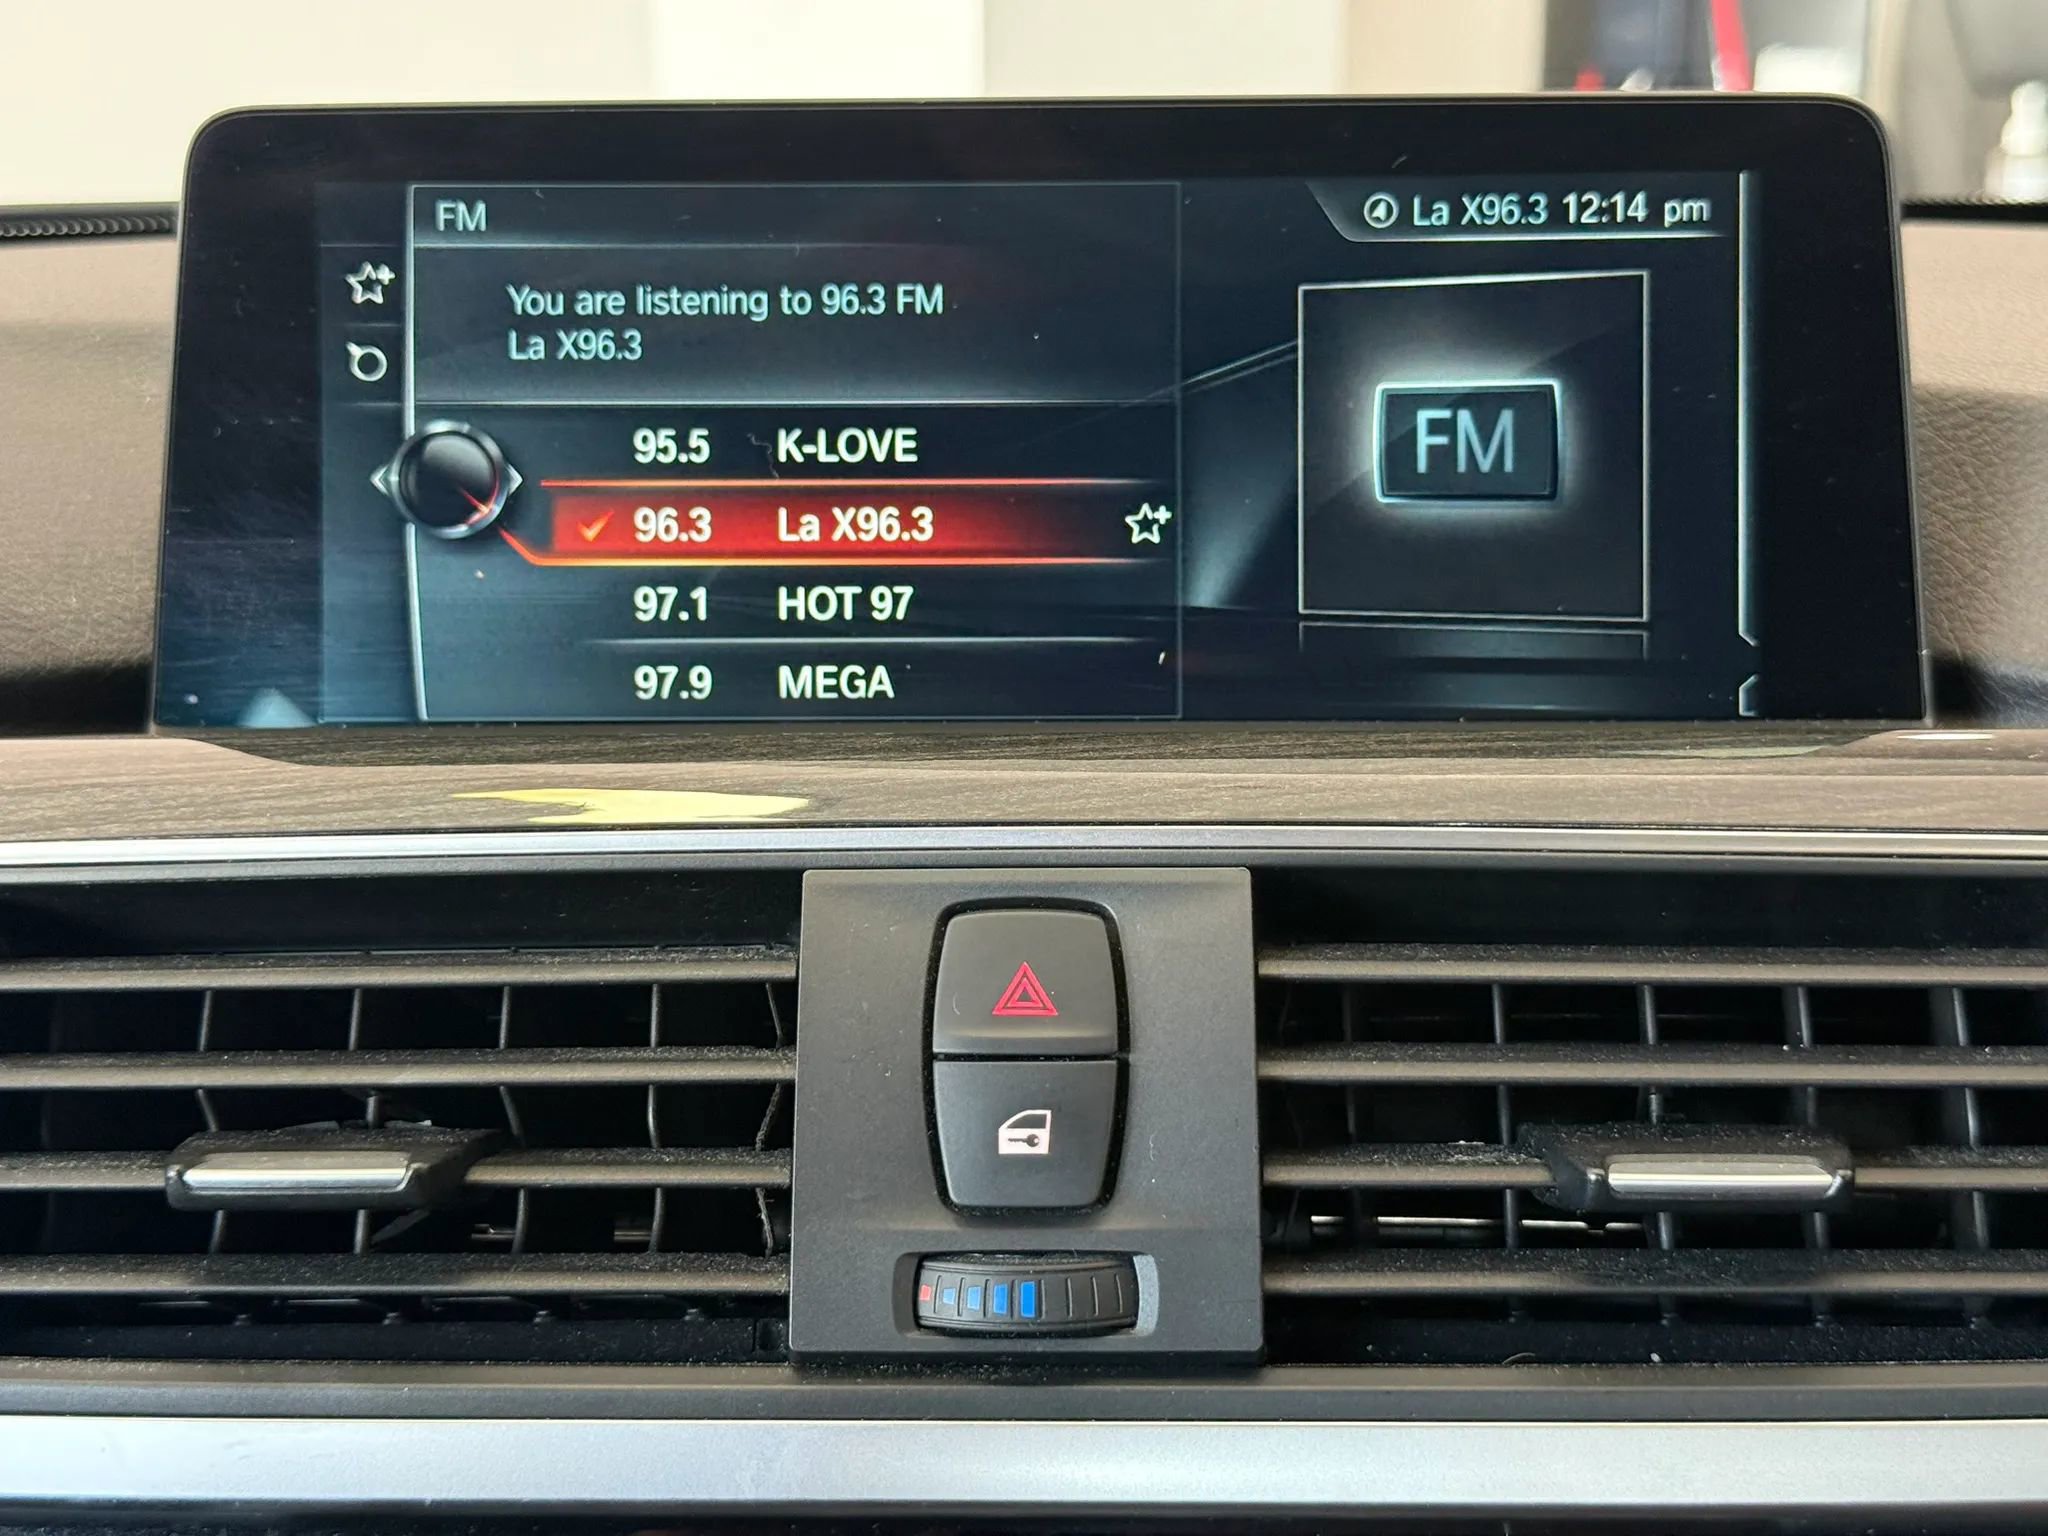 FM
La X96.3 12:14 pm
You are listening to 96.3 FM
La X96.3
95.5 K-LOVE
96.3 La X96.3
97.1 HOT 97
97.9 MEGA
FM